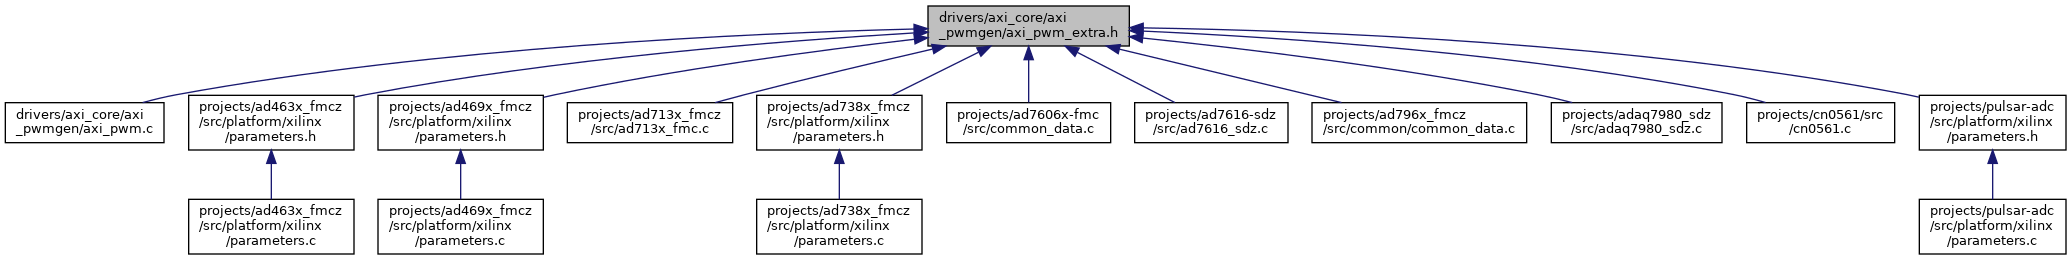 drivers/axi_core/axi
_pwmgen/axi_pwm_extra.h
drivers/axi_core/axi
_pwmgen/axi_pwm.c
projects/ad463x_fmcz
/src/platform/xilinx
/parameters.h
projects/ad469x_fmcz
/src/platform/xilinx
/parameters.h
projects/ad713x_fmcz
/src/ad713x_fmc.c
projects/ad738x_fmcz
/src/platform/xilinx
/parameters.h
projects/ad7606x-fmc
/src/common_data.c
projects/ad7616-sdz
/src/ad7616_sdz.c
projects/ad796x_fmcz
/src/common/common_data.c
projects/adaq7980_sdz
/src/adaq7980_sdz.c
projects/cn0561/src
/cn0561.c
projects/pulsar-adc
/src/platform/xilinx
/parameters.h
projects/ad463x_fmcz
/src/platform/xilinx
/parameters.c
projects/ad469x_fmcz
/src/platform/xilinx
/parameters.c
projects/ad738x_fmcz
/src/platform/xilinx
/parameters.c
projects/pulsar-adc
/src/platform/xilinx
/parameters.c